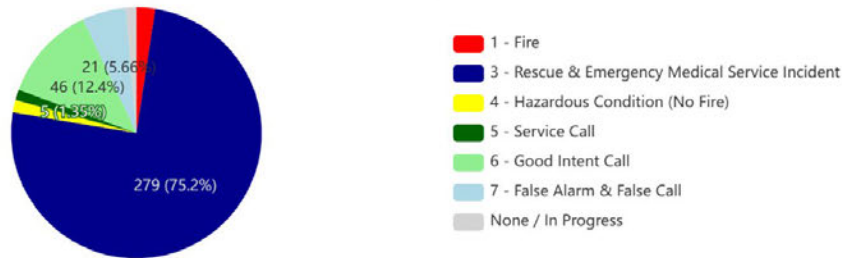 21 (5.66%)
46 (12.4%)
5 (1.35%)
279 (75.2%)
1 - Fire
3 - Rescue & Emergency Medical Service Incident
4 - Hazardous Condition (No Fire)
5 - Service Call
6 - Good Intent Call
7 - False Alarm & False Call
None / In Progress